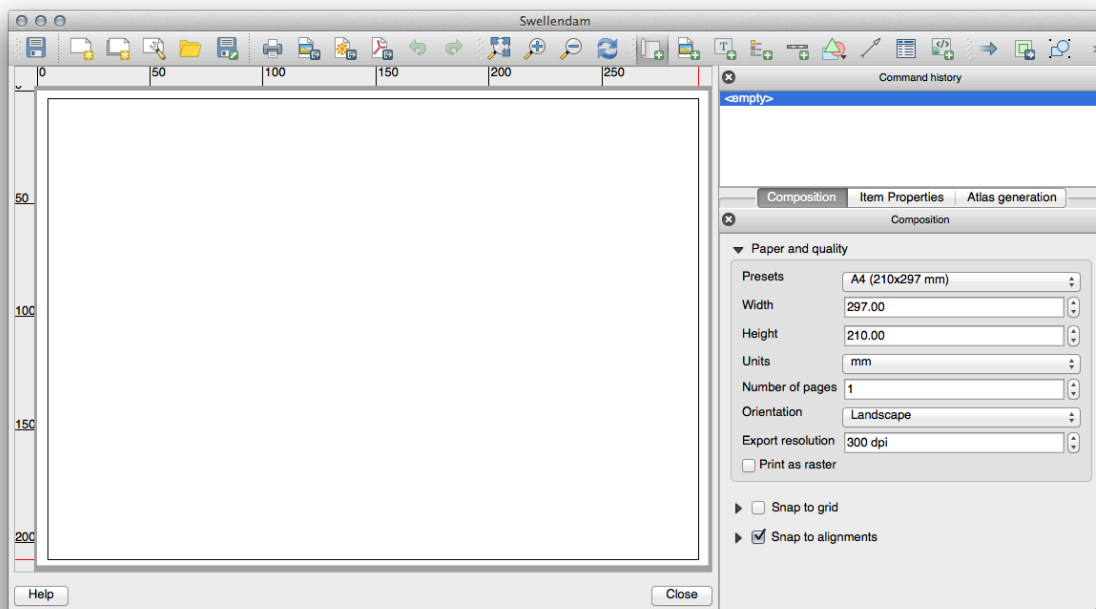 Swellendam
0 50 100 150 200 250
Command history
<empty>
0
50
100
150
200
Composition Item Properties Atlas generation
Composition
Paper and quality
Presets A4 (210x297 mm)
Width 297.00
Height 210.00
Units mm
Number of pages 1
Orientation Landscape
Export resolution 300 dpi
Print as raster
Snap to grid
Snap to alignments
Help Close